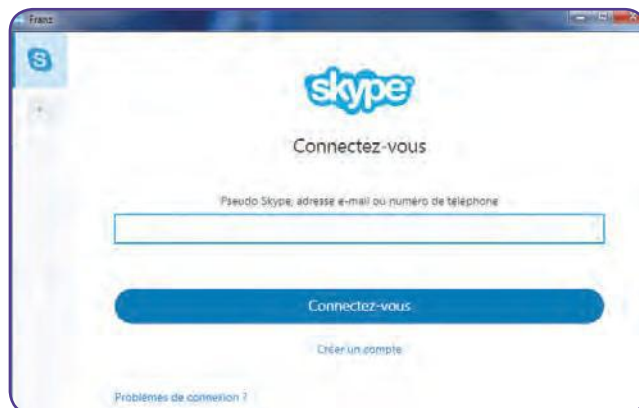 Franz
S
+
skype
Connectez-vous
Pseudo Skype, adresse e-mail ou numéro de téléphone
Connectez-vous
Créer un compte
Problèmes de connexion ?